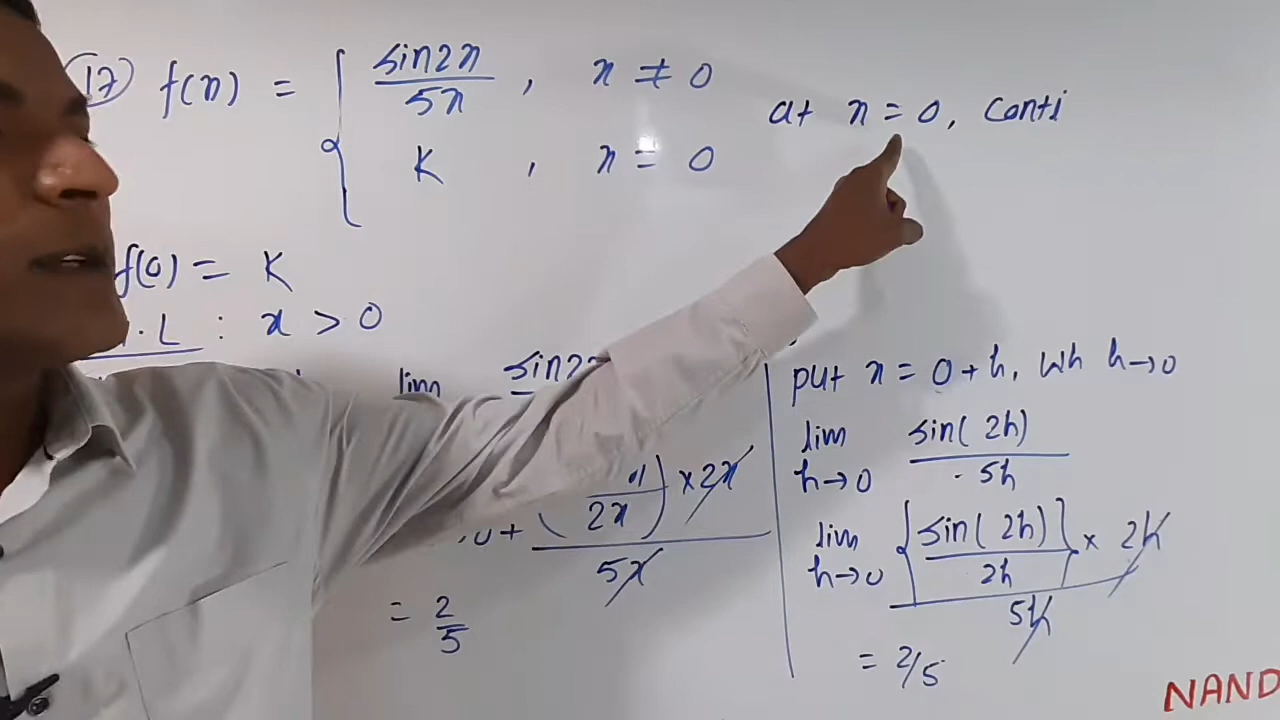 (17) f(x) = { sin2x / 5x , x ≠ 0
K , x = 0
at x = 0, Conti
f(0) = K
. L : x > 0
lim
2x ) × 2x
0+
5x
= 2/5
put x = 0 + h, Wh h→0
lim h→0 sin( 2h) / 5h
lim h→0 { sin( 2h) / 2h } × 2h
5h
= 2/5
NAND